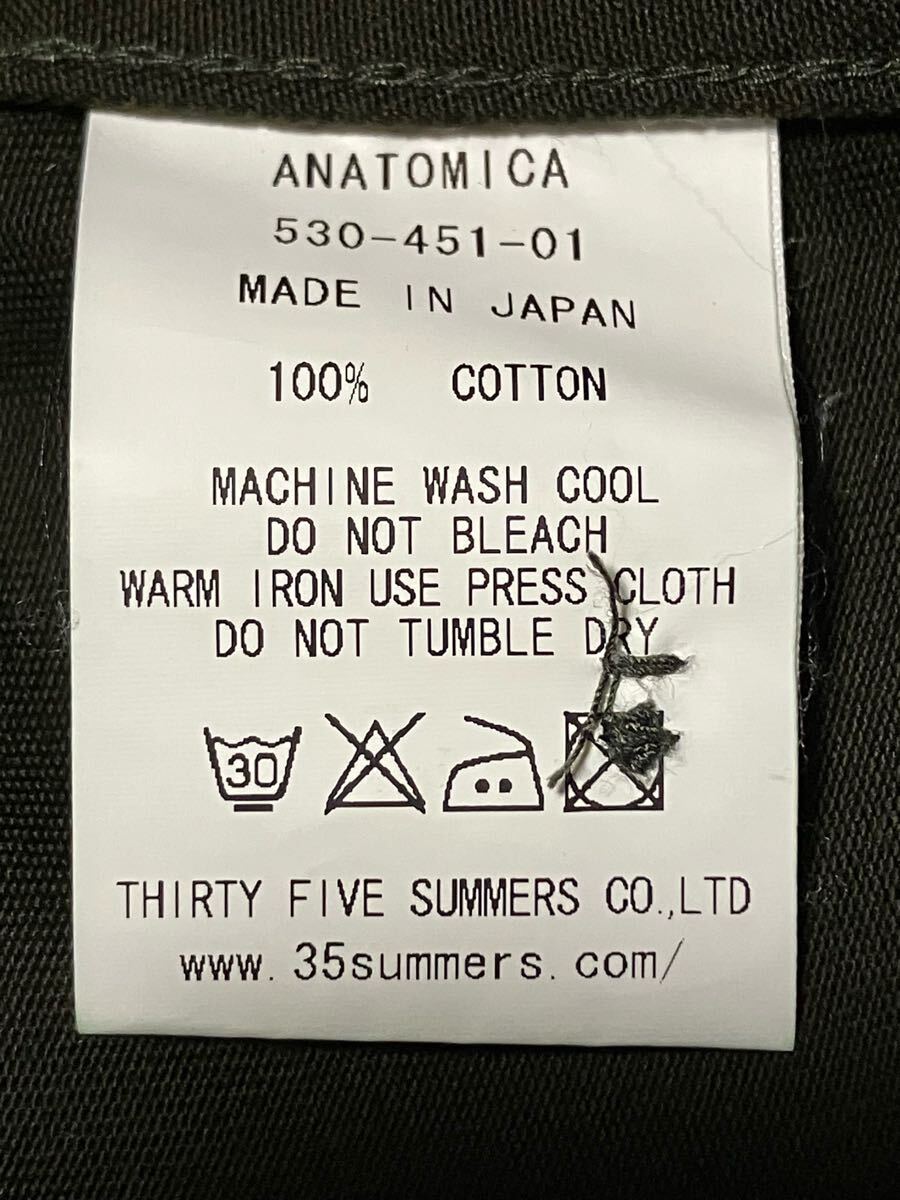 ANATOMICA
530-451-01
MADE IN JAPAN
100% COTTON
MACHINE WASH COOL
DO NOT BLEACH
WARM IRON USE PRESS CLOTH
DO NOT TUMBLE DRY
30
THIRTY FIVE SUMMERS CO.,LTD
www.35summers.com/